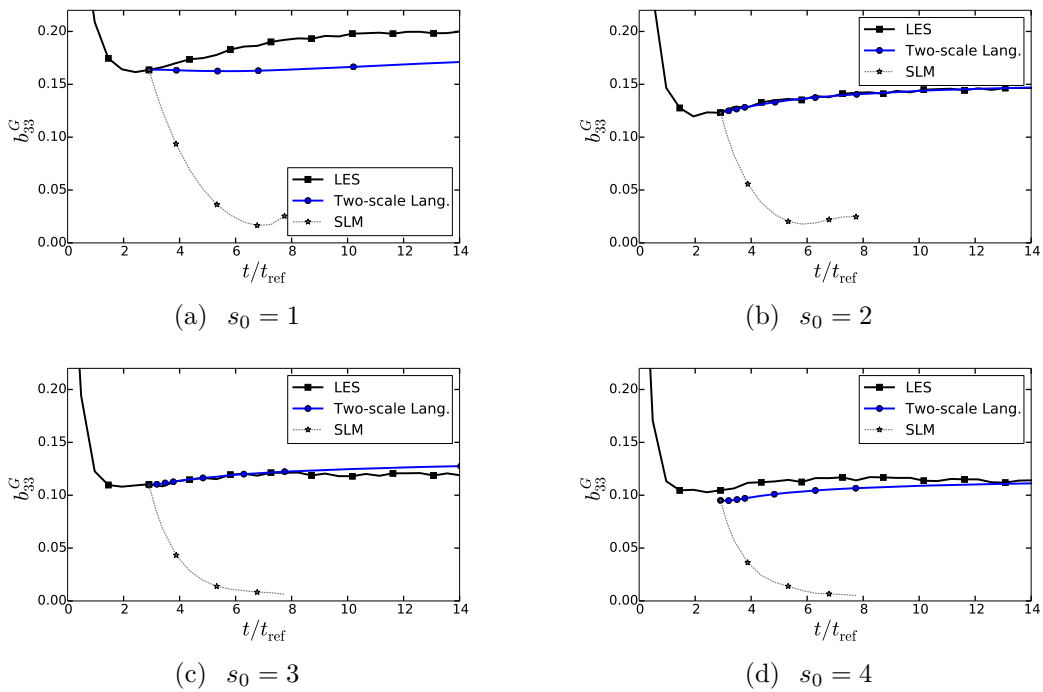 0.20
0.15
0.10
0.05
0.00
b_33^G
LES
Two-scale Lang.
SLM
0 2 4 6 8 10 12 14
t/t_ref
(a) s_0 = 1
0.20
0.15
0.10
0.05
0.00
b_33^G
LES
Two-scale Lang.
SLM
0 2 4 6 8 10 12 14
t/t_ref
(b) s_0 = 2
0.20
0.15
0.10
0.05
0.00
b_33^G
LES
Two-scale Lang.
SLM
0 2 4 6 8 10 12 14
t/t_ref
(c) s_0 = 3
0.20
0.15
0.10
0.05
0.00
b_33^G
LES
Two-scale Lang.
SLM
0 2 4 6 8 10 12 14
t/t_ref
(d) s_0 = 4